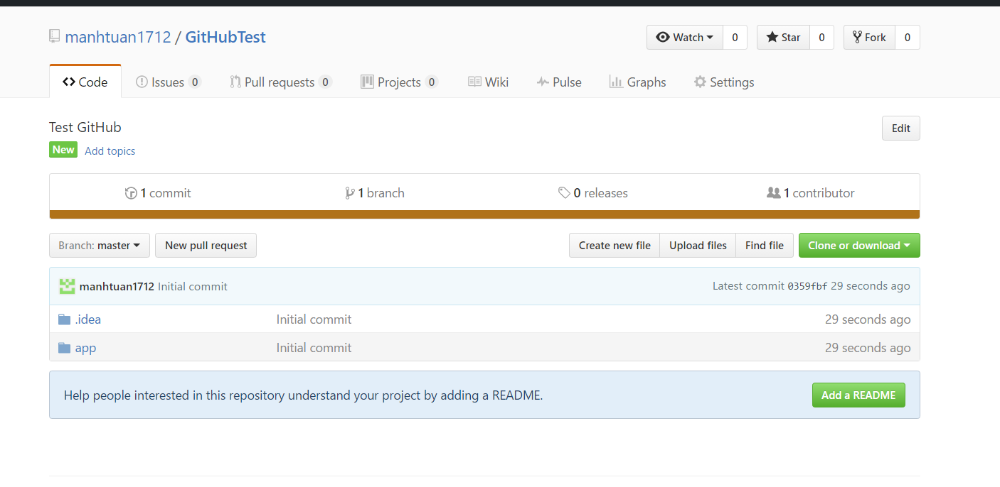 manhtuan1712 / GitHubTest Watch 0 Star 0 Fork 0
Code Issues 0 Pull requests 0 Projects 0 Wiki Pulse Graphs Settings
Test GitHub Edit
New Add topics
1 commit 1 branch 0 releases 1 contributor
Branch: master New pull request Create new file Upload files Find file Clone or download
manhtuan1712 Initial commit Latest commit 0359fbf 29 seconds ago
.idea Initial commit 29 seconds ago
app Initial commit 29 seconds ago
Help people interested in this repository understand your project by adding a README. Add a README